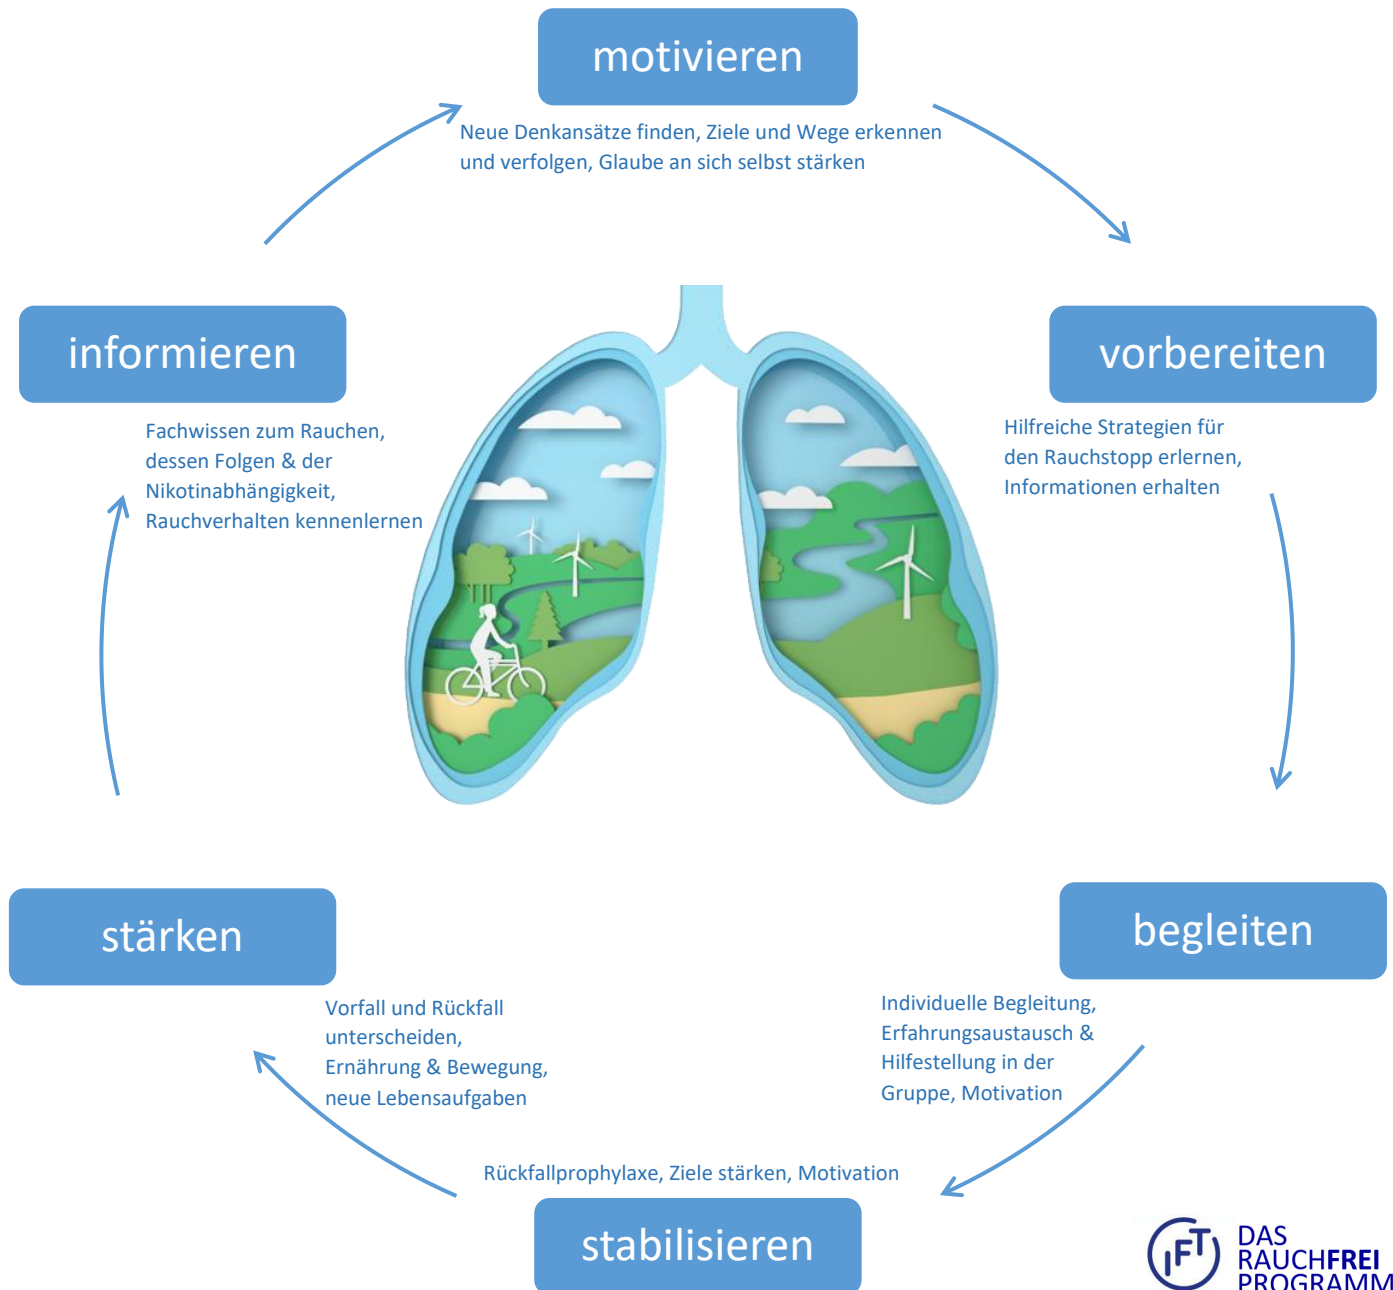 motivieren
Neue Denkansätze finden, Ziele und Wege erkennen
und verfolgen, Glaube an sich selbst stärken
informieren
Fachwissen zum Rauchen,
dessen Folgen & der
Nikotinabhängigkeit,
Rauchverhalten kennenlernen
vorbereiten
Hilfreiche Strategien für
den Rauchstopp erlernen,
Informationen erhalten
stärken
Vorfall und Rückfall
unterscheiden,
Ernährung & Bewegung,
neue Lebensaufgaben
begleiten
Individuelle Begleitung,
Erfahrungsaustausch &
Hilfestellung in der
Gruppe, Motivation
Rückfallprophylaxe, Ziele stärken, Motivation
stabilisieren
IFT
DAS
RAUCHFREI
PROGRAMM